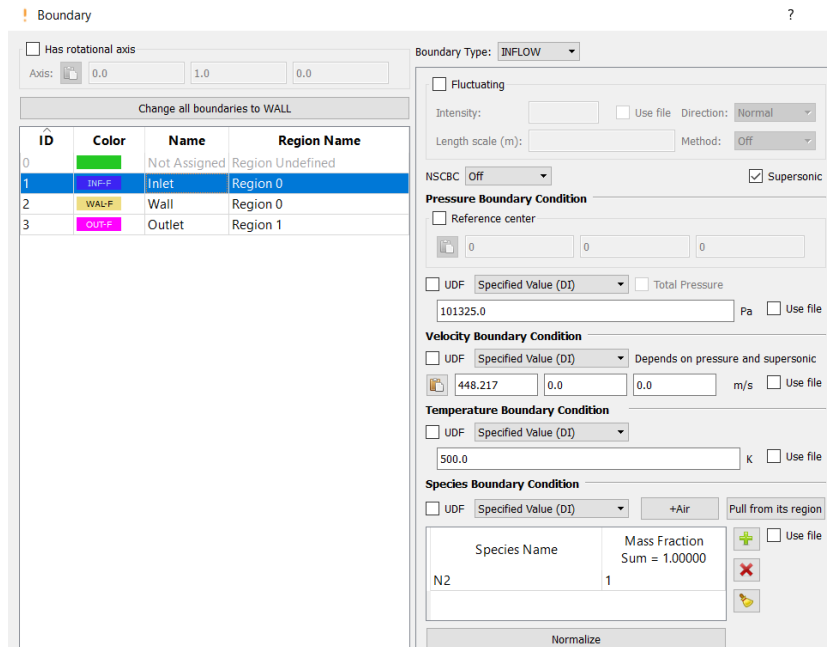 Boundary
?
Has rotational axis
Axis: 0.0 1.0 0.0
Change all boundaries to WALL
ID Color Name Region Name
0 Not Assigned Region Undefined
1 INF-F Inlet Region 0
2 WAL-F Wall Region 0
3 OUT-F Outlet Region 1
Boundary Type: INFLOW
Fluctuating
Intensity: Use file Direction: Normal
Length scale (m): Method: Off
NSCBC Off Supersonic
Pressure Boundary Condition
Reference center
0 0 0
UDF Specified Value (DI) Total Pressure
101325.0 Pa Use file
Velocity Boundary Condition
UDF Specified Value (DI) Depends on pressure and supersonic
448.217 0.0 0.0 m/s Use file
Temperature Boundary Condition
UDF Specified Value (DI)
500.0 K Use file
Species Boundary Condition
UDF Specified Value (DI) +Air Pull from its region
Species Name Mass Fraction
Sum = 1.00000 Use file
N2 1
Normalize